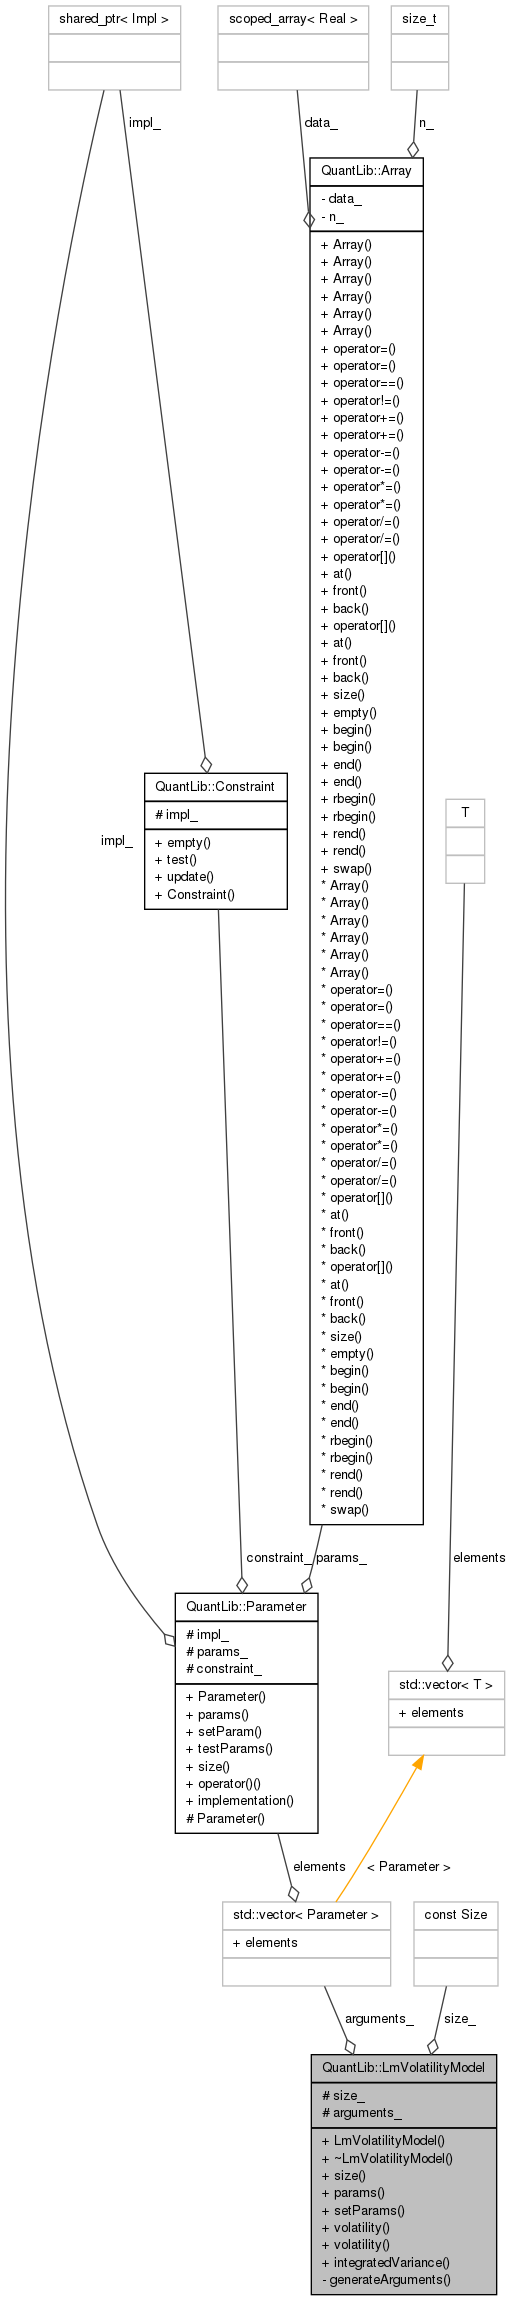 shared_ptr< Impl >
scoped_array< Real >
size_t
impl_
data_
n_
QuantLib::Array
- data_
- n_
+ Array()
+ Array()
+ Array()
+ Array()
+ Array()
+ Array()
+ operator=()
+ operator=()
+ operator==()
+ operator!=()
+ operator+=()
+ operator+=()
+ operator-=()
+ operator-=()
+ operator*=()
+ operator*=()
+ operator/=()
+ operator/=()
+ operator[]()
+ at()
+ front()
+ back()
+ operator[]()
+ at()
+ front()
+ back()
+ size()
+ empty()
+ begin()
+ begin()
+ end()
+ end()
+ rbegin()
+ rbegin()
+ rend()
+ rend()
+ swap()
* Array()
* Array()
* Array()
* Array()
* Array()
* Array()
* operator=()
* operator=()
* operator==()
* operator!=()
* operator+=()
* operator+=()
* operator-=()
* operator-=()
* operator*=()
* operator*=()
* operator/=()
* operator/=()
* operator[]()
* at()
* front()
* back()
* operator[]()
* at()
* front()
* back()
* size()
* empty()
* begin()
* begin()
* end()
* end()
* rbegin()
* rbegin()
* rend()
* rend()
* swap()
QuantLib::Constraint
# impl_
+ empty()
+ test()
+ update()
+ Constraint()
impl_
T
elements
constraint_
params_
QuantLib::Parameter
# impl_
# params_
# constraint_
+ Parameter()
+ params()
+ setParam()
+ testParams()
+ size()
+ operator()()
+ implementation()
# Parameter()
std::vector< T >
+ elements
elements
< Parameter >
std::vector< Parameter >
+ elements
const Size
arguments_
size_
QuantLib::LmVolatilityModel
# size_
# arguments_
+ LmVolatilityModel()
+ ~LmVolatilityModel()
+ size()
+ params()
+ setParams()
+ volatility()
+ volatility()
+ integratedVariance()
- generateArguments()